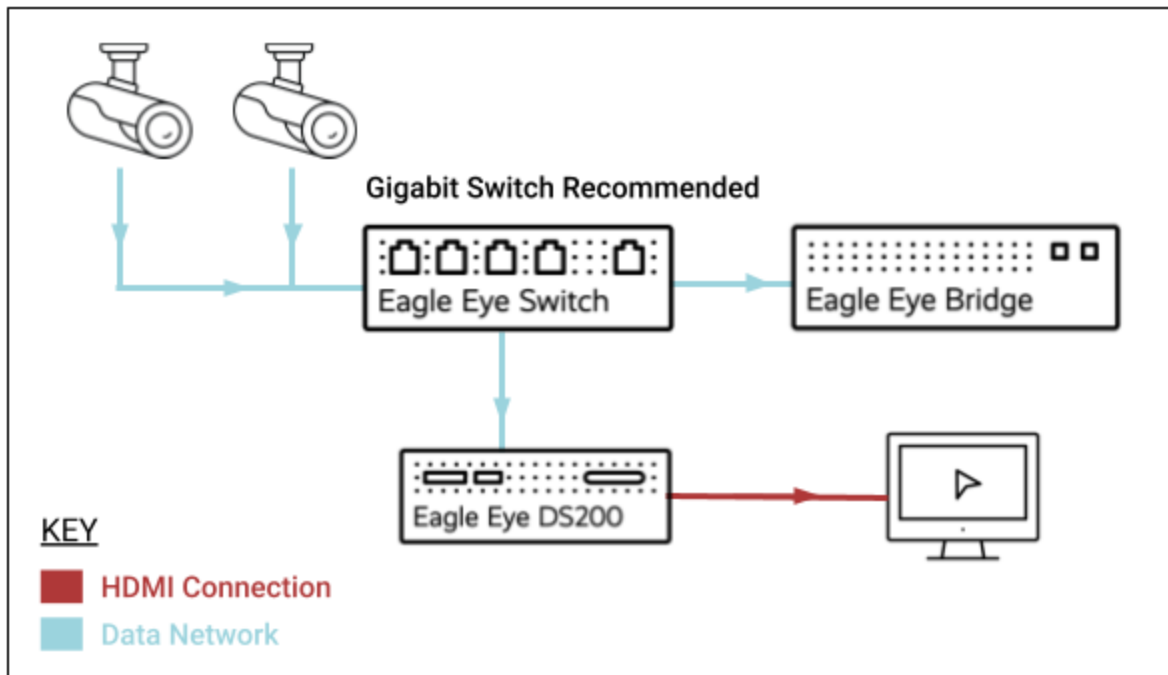 Gigabit Switch Recommended
Eagle Eye Switch
Eagle Eye Bridge
Eagle Eye DS200
KEY
HDMI Connection
Data Network